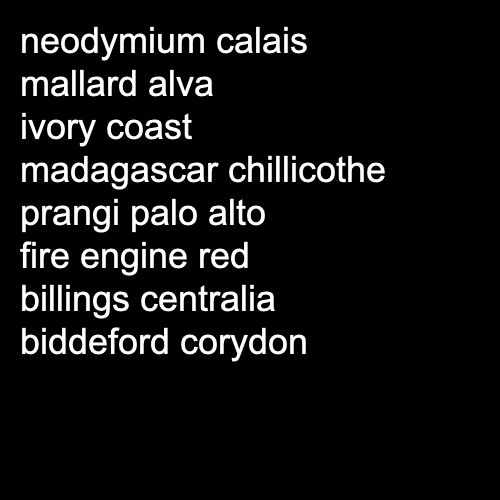 neodymium calais
mallard alva
ivory coast
madagascar chillicothe
prangi palo alto
fire engine red
billings centralia
biddeford corydon